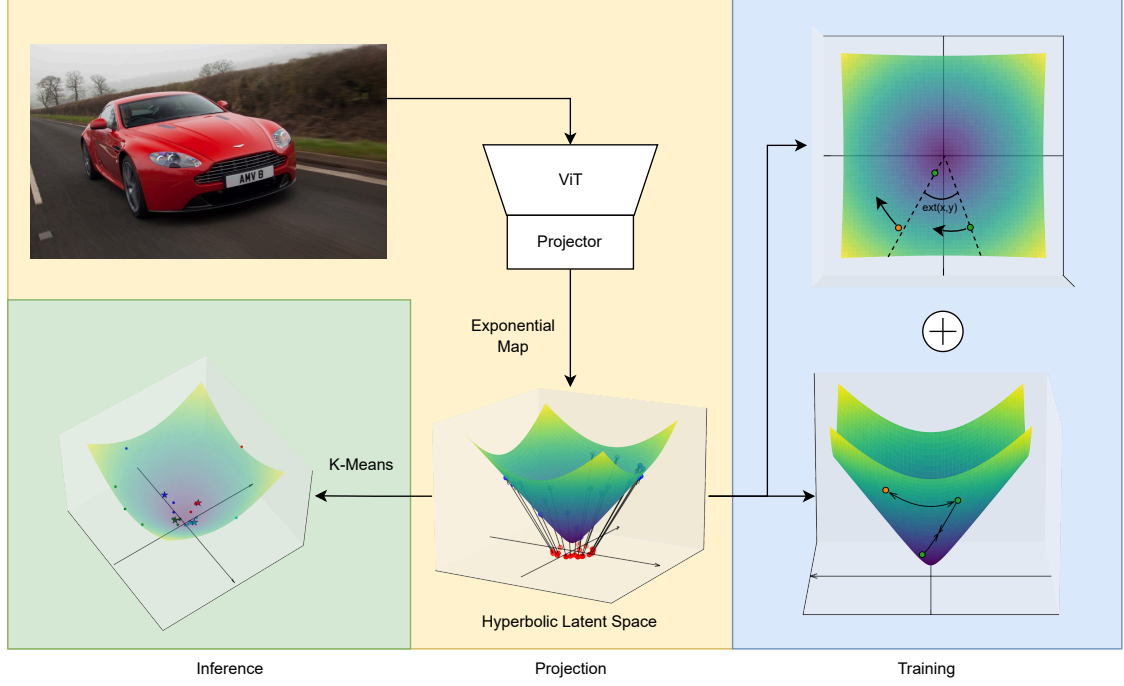 AMV 8
ViT
Projector
ext(x,y)
Exponential
Map
K-Means
Hyperbolic Latent Space
Inference
Projection
Training